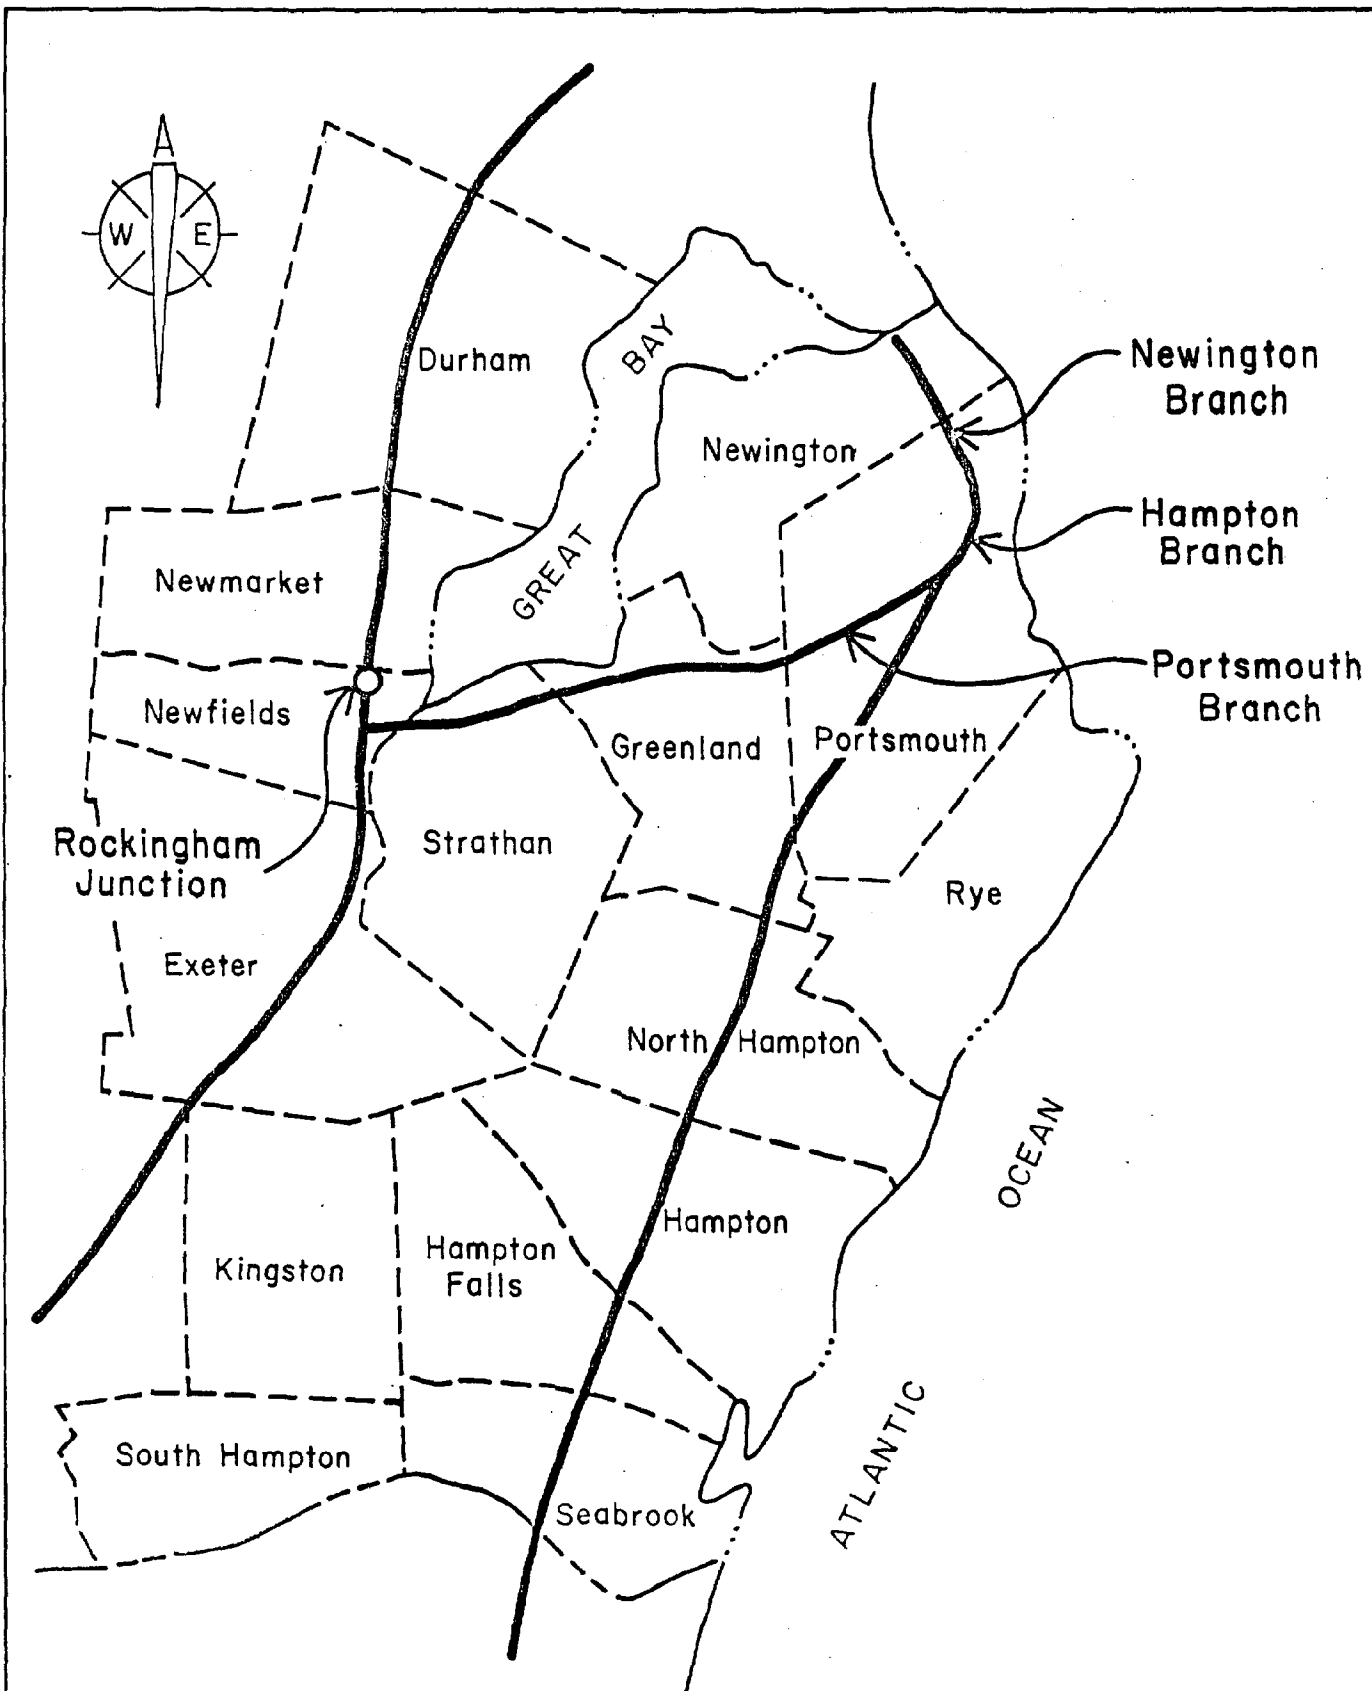 A
W E
Durham
BAY
Newington
Branch
Newington
Hampton
Branch
GREAT
Newmarket
Portsmouth
Branch
Newfields
Greenland
Portsmouth
Rockingham
Junction
Strathan
Rye
Exeter
North Hampton
OCEAN
Hampton
Hampton
Falls
Kingston
ATLANTIC
South Hampton
Seabrook